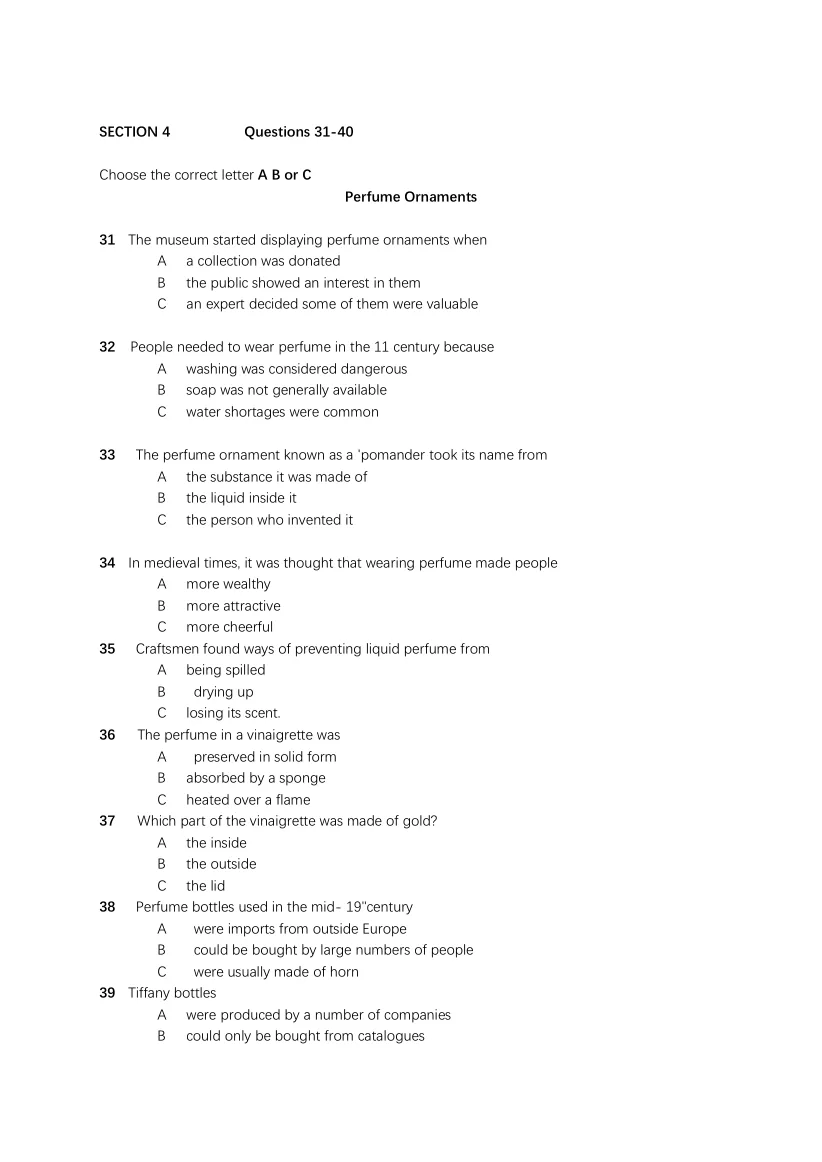 SECTION 4 Questions 31-40
Choose the correct letter A B or C
Perfume Ornaments
31 The museum started displaying perfume ornaments when
A a collection was donated
B the public showed an interest in them
C an expert decided some of them were valuable
32 People needed to wear perfume in the 11 century because
A washing was considered dangerous
B soap was not generally available
C water shortages were common
33 The perfume ornament known as a 'pomander took its name from
A the substance it was made of
B the liquid inside it
C the person who invented it
34 In medieval times, it was thought that wearing perfume made people
A more wealthy
B more attractive
C more cheerful
35 Craftsmen found ways of preventing liquid perfume from
A being spilled
B drying up
C losing its scent.
36 The perfume in a vinaigrette was
A preserved in solid form
B absorbed by a sponge
C heated over a flame
37 Which part of the vinaigrette was made of gold?
A the inside
B the outside
C the lid
38 Perfume bottles used in the mid- 19"century
A were imports from outside Europe
B could be bought by large numbers of people
C were usually made of horn
39 Tiffany bottles
A were produced by a number of companies
B could only be bought from catalogues